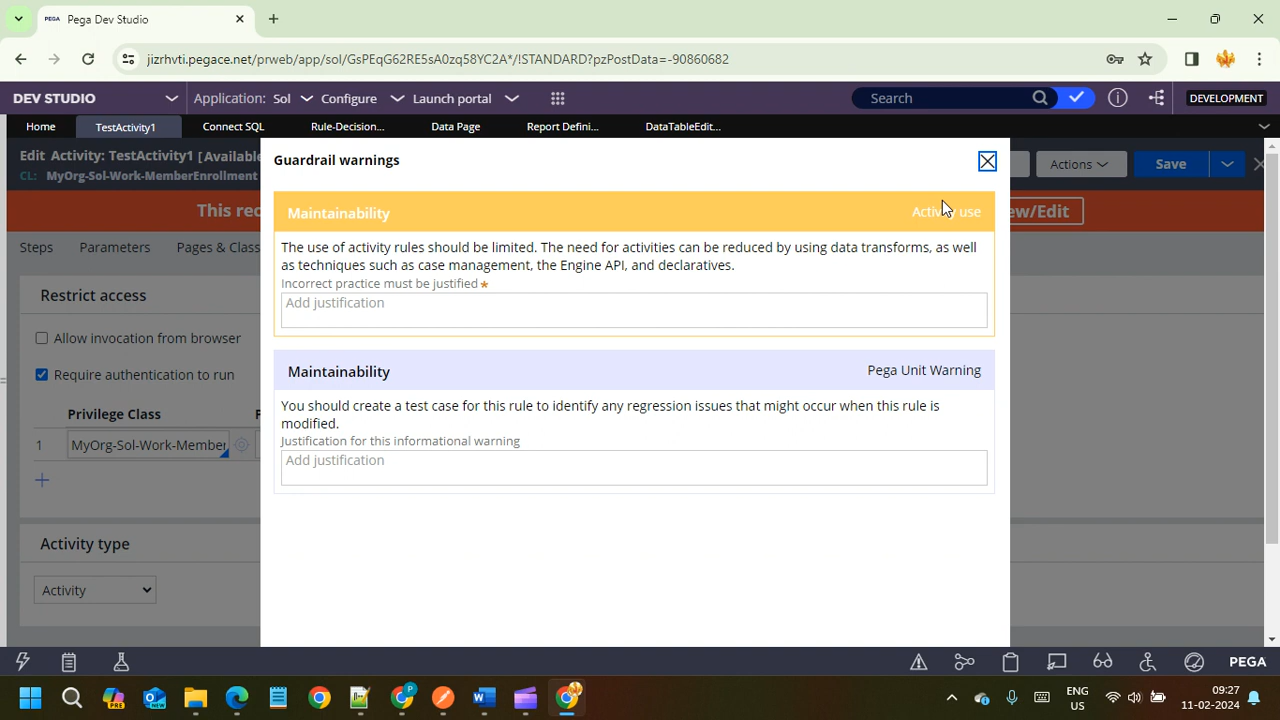 PEGA Pega Dev Studio
jizrhvti.pegace.net/prweb/app/sol/GsPEqG62RE5sA0zq58YC2A*/!STANDARD?pzPostData=-90860682
DEV STUDIO Application: Sol Configure Launch portal Search DEVELOPMENT
Home TestActivity1 Connect SQL Rule-Decision... Data Page Report Defini... DataTableEdit...
Edit Activity: TestActivity1 [Available Actions Save
CL: MyOrg-Sol-Work-MemberEnrollment
Guardrail warnings
This rec
Maintainability
use
w/Edit
Steps Parameters Pages & Class
The use of activity rules should be limited. The need for activities can be reduced by using data transforms, as well
as techniques such as case management, the Engine API, and declaratives.
Incorrect practice must be justified *
Add justification
Restrict access
Allow invocation from browser
Require authentication to run
Privilege Class P
1 MyOrg-Sol-Work-Member
Maintainability Pega Unit Warning
You should create a test case for this rule to identify any regression issues that might occur when this rule is
modified.
Justification for this informational warning
Add justification
Activity type
Activity
PEGA
ENG
US
09:27
11-02-2024